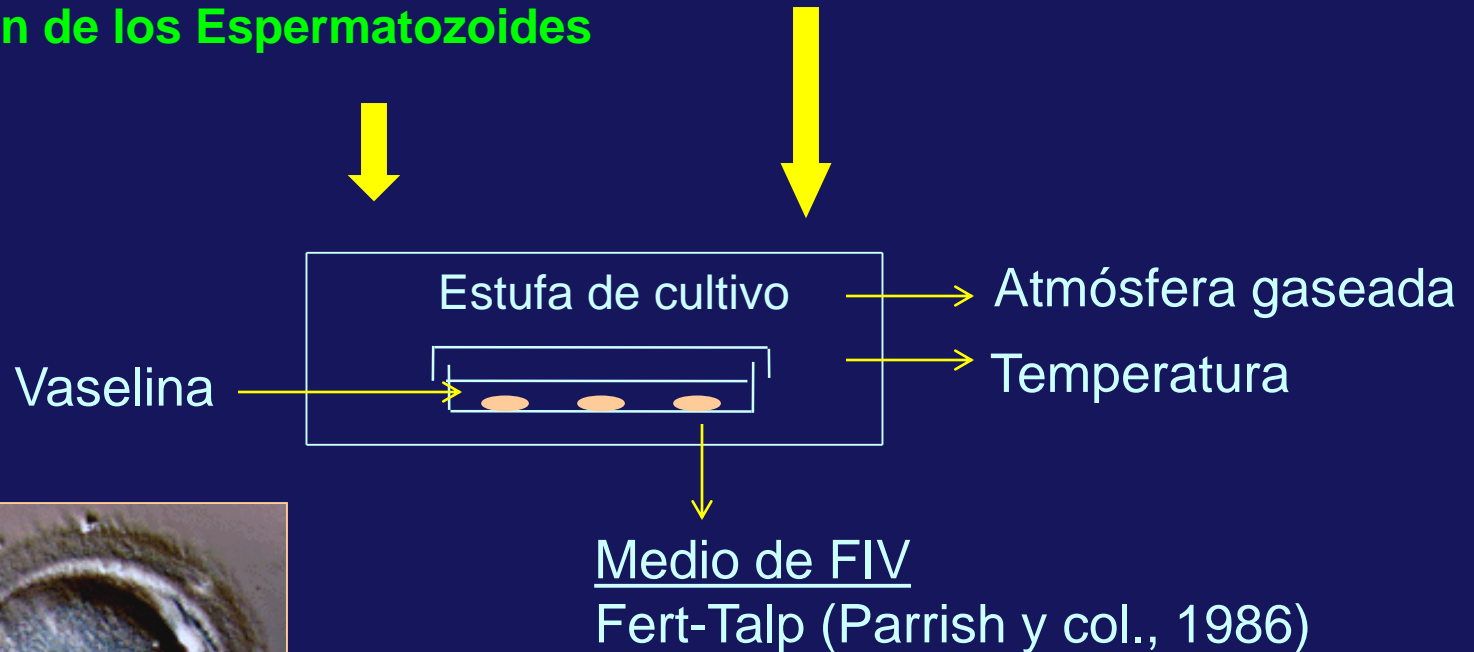 n de los Espermatozoides
Estufa de cultivo
Atmósfera gaseada
Vaselina
Temperatura
Medio de FIV
Fert-Talp (Parrish y col., 1986)